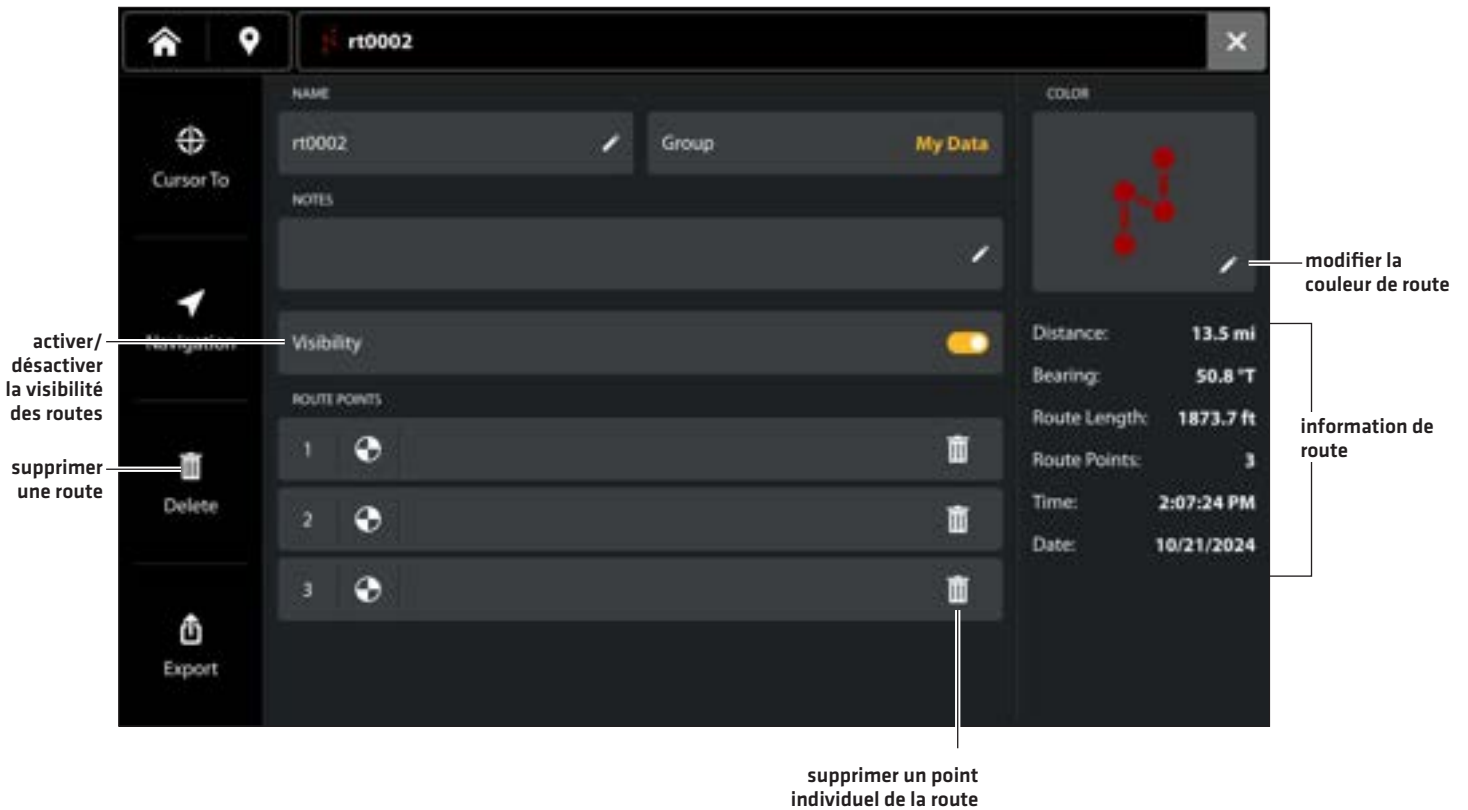 rt0002
NAME
COLOR
rt0002
Group
My Data
Cursor To
NOTES
modifier la
couleur de route
Navigation
activer/
désactiver
la visibilité
des routes
Visibility
Distance: 13.5 mi
Bearing: 50.8 °T
Route Length: 1873.7 ft
Route Points: 3
Time: 2:07:24 PM
Date: 10/21/2024
information de
route
ROUTE POINTS
1
2
3
supprimer
une route
Delete
Export
supprimer un point
individuel de la route